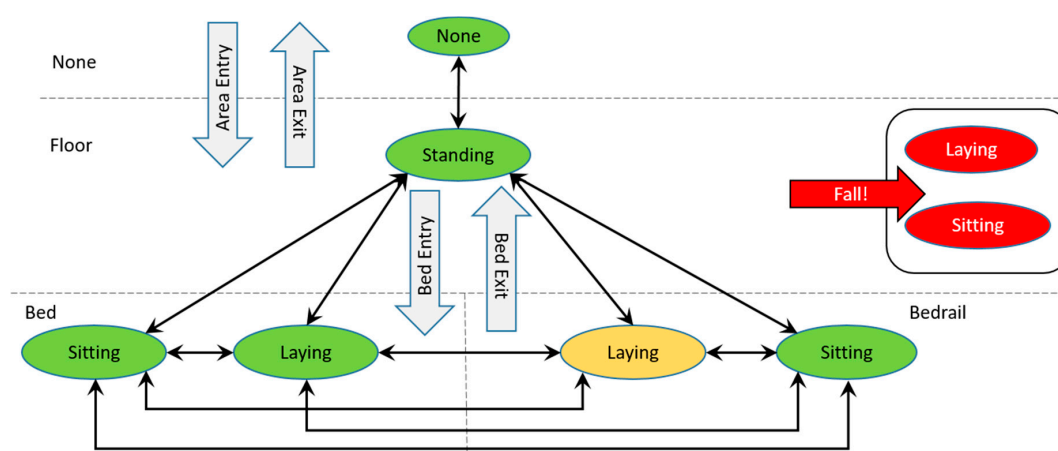 None
None
Area Entry
Area Exit
Floor
Standing
Laying
Fall!
Sitting
Bed Entry
Bed Exit
Bed
Bedrail
Sitting
Laying
Laying
Sitting